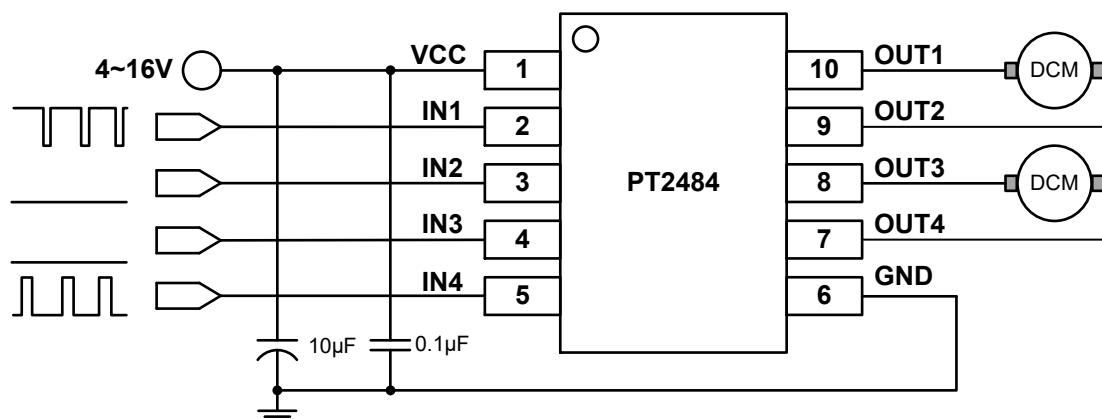 4~16V VCC 1 10 OUT1 DCM
IN1 2 9 OUT2
IN2 3 PT2484 8 OUT3 DCM
IN3 4 7 OUT4
IN4 5 6 GND
10µF 0.1µF